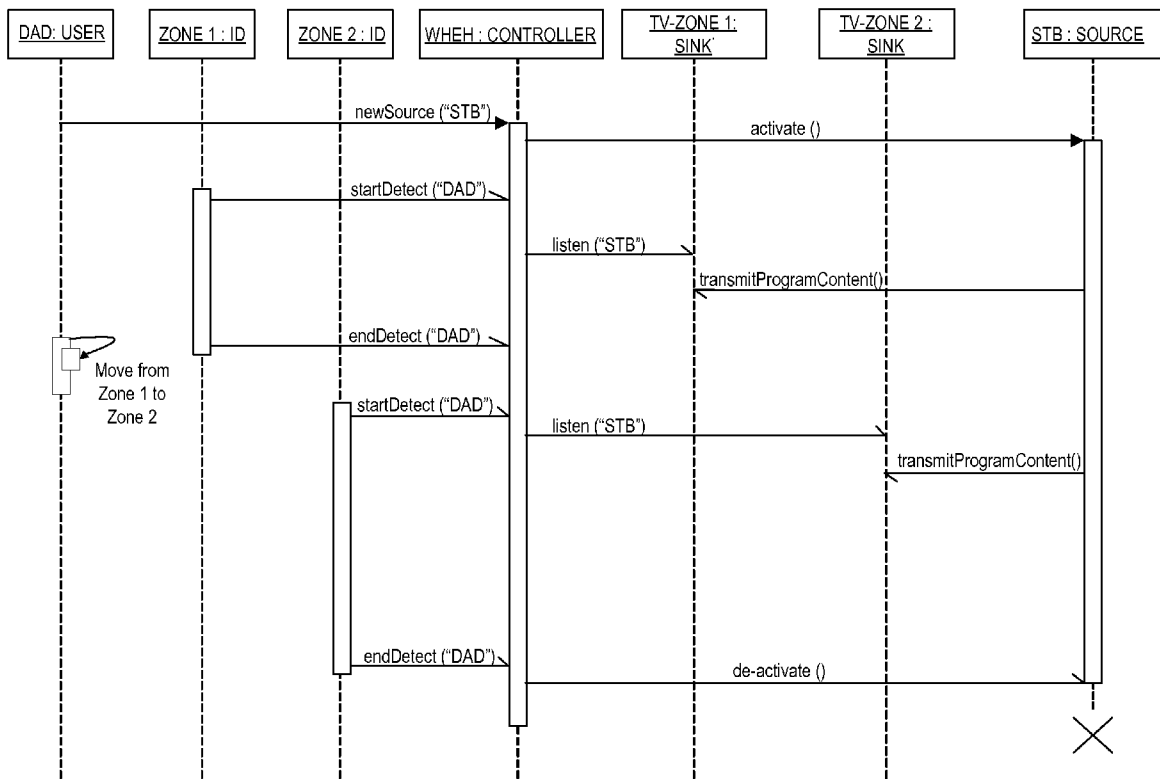 DAD: USER
ZONE 1 : ID
ZONE 2 : ID
WHEH : CONTROLLER
TV-ZONE 1:
SINK
TV-ZONE 2 :
SINK
STB : SOURCE
newSource (“STB”)
activate ()
startDetect (“DAD”)
listen (“STB”)
transmitProgramContent()
endDetect (“DAD”)
Move from
Zone 1 to
Zone 2
startDetect (“DAD”)
listen (“STB”)
transmitProgramContent()
endDetect (“DAD”)
de-activate ()